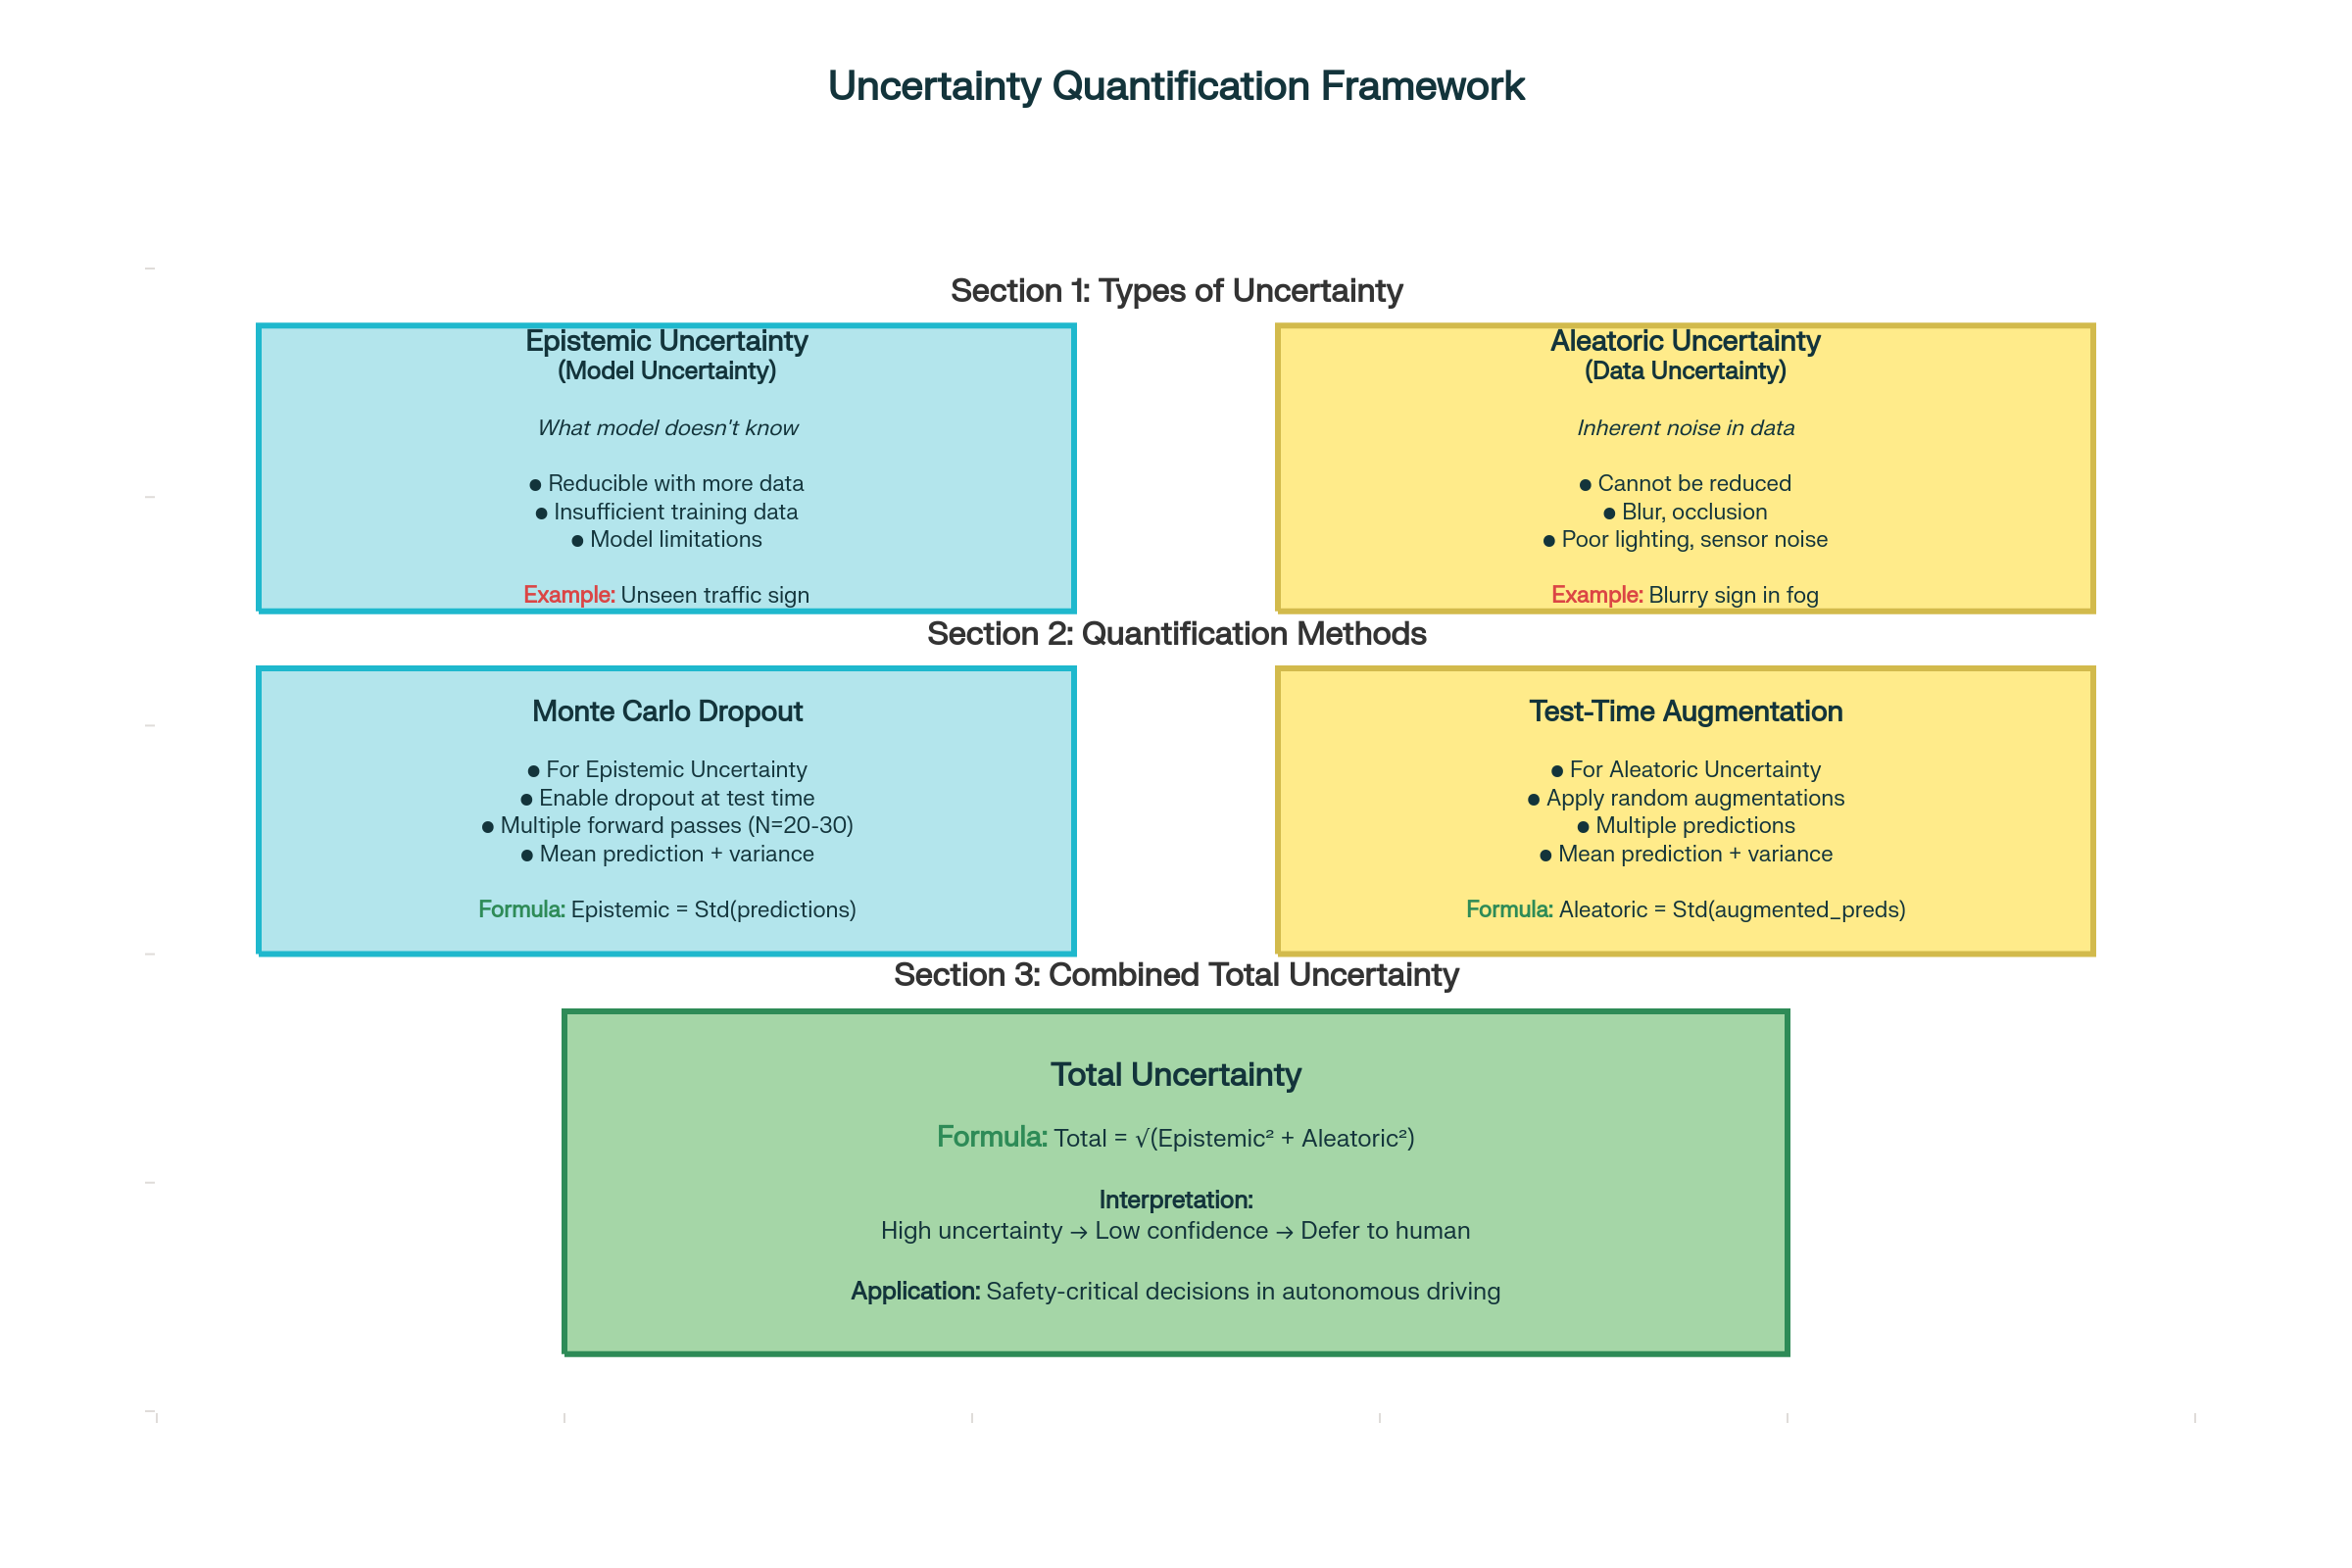 Uncertainty Quantification Framework
Section 1: Types of Uncertainty
Epistemic Uncertainty
(Model Uncertainty)
What model doesn't know
● Reducible with more data
● Insufficient training data
● Model limitations
Example: Unseen traffic sign
Aleatoric Uncertainty
(Data Uncertainty)
Inherent noise in data
● Cannot be reduced
● Blur, occlusion
● Poor lighting, sensor noise
Example: Blurry sign in fog
Section 2: Quantification Methods
Monte Carlo Dropout
● For Epistemic Uncertainty
● Enable dropout at test time
● Multiple forward passes (N=20-30)
● Mean prediction + variance
Formula: Epistemic = Std(predictions)
Test-Time Augmentation
● For Aleatoric Uncertainty
● Apply random augmentations
● Multiple predictions
● Mean prediction + variance
Formula: Aleatoric = Std(augmented_preds)
Section 3: Combined Total Uncertainty
Total Uncertainty
Formula: Total = √(Epistemic² + Aleatoric²)
Interpretation:
High uncertainty → Low confidence → Defer to human
Application: Safety-critical decisions in autonomous driving